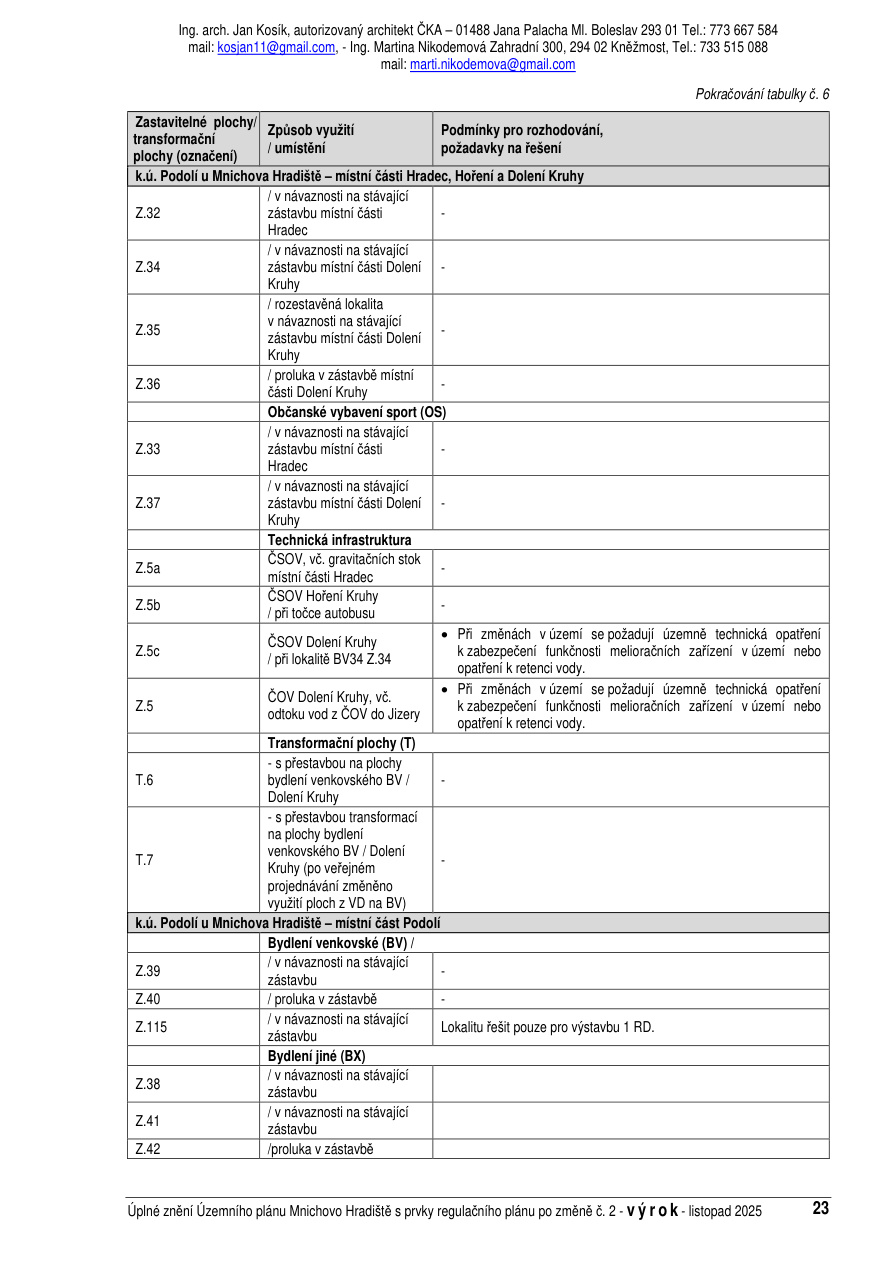 Ing. arch. Jan Kosík, autorizovaný architekt ČKA – 01488 Jana Palacha Ml. Boleslav 293 01 Tel.: 773 667 584
mail: kosjan11@gmail.com, - Ing. Martina Nikodemová Zahradní 300, 294 02 Kněžmost, Tel.: 733 515 088
mail: marti.nikodemova@gmail.com
Pokračování tabulky č. 6
Zastavitelné plochy/
transformační
plochy (označení)
Způsob využití
/ umístění
Podmínky pro rozhodování,
požadavky na řešení
k.ú. Podolí u Mnichova Hradiště – místní části Hradec, Hoření a Dolení Kruhy
Z.32
/ v návaznosti na stávající
zástavbu místní části
Hradec
-
Z.34
/ v návaznosti na stávající
zástavbu místní části Dolení
Kruhy
-
Z.35
/ rozestavěná lokalita
v návaznosti na stávající
zástavbu místní části Dolení
Kruhy
-
Z.36
/ proluka v zástavbě místní
části Dolení Kruhy
-
Občanské vybavení sport (OS)
Z.33
/ v návaznosti na stávající
zástavbu místní části
Hradec
-
Z.37
/ v návaznosti na stávající
zástavbu místní části Dolení
Kruhy
-
Technická infrastruktura
Z.5a
ČSOV, vč. gravitačních stok
místní části Hradec
-
Z.5b
ČSOV Hoření Kruhy
/ při točce autobusu
-
Z.5c
ČSOV Dolení Kruhy
/ při lokalitě BV34 Z.34
• Při změnách v území se požadují územně technická opatření
k zabezpečení funkčnosti melioračních zařízení v území nebo
opatření k retenci vody.
Z.5
ČOV Dolení Kruhy, vč.
odtoku vod z ČOV do Jizery
• Při změnách v území se požadují územně technická opatření
k zabezpečení funkčnosti melioračních zařízení v území nebo
opatření k retenci vody.
Transformační plochy (T)
T.6
- s přestavbou na plochy
bydlení venkovského BV /
Dolení Kruhy
-
T.7
- s přestavbou transformací
na plochy bydlení
venkovského BV / Dolení
Kruhy (po veřejném
projednávání změněno
využití ploch z VD na BV)
-
k.ú. Podolí u Mnichova Hradiště – místní část Podolí
Bydlení venkovské (BV) /
Z.39
/ v návaznosti na stávající
zástavbu
-
Z.40
/ proluka v zástavbě
-
Z.115
/ v návaznosti na stávající
zástavbu
Lokalitu řešit pouze pro výstavbu 1 RD.
Bydlení jiné (BX)
Z.38
/ v návaznosti na stávající
zástavbu
Z.41
/ v návaznosti na stávající
zástavbu
Z.42
/proluka v zástavbě
Úplné znění Územního plánu Mnichovo Hradiště s prvky regulačního plánu po změně č. 2 - v ý r o k - listopad 2025
23